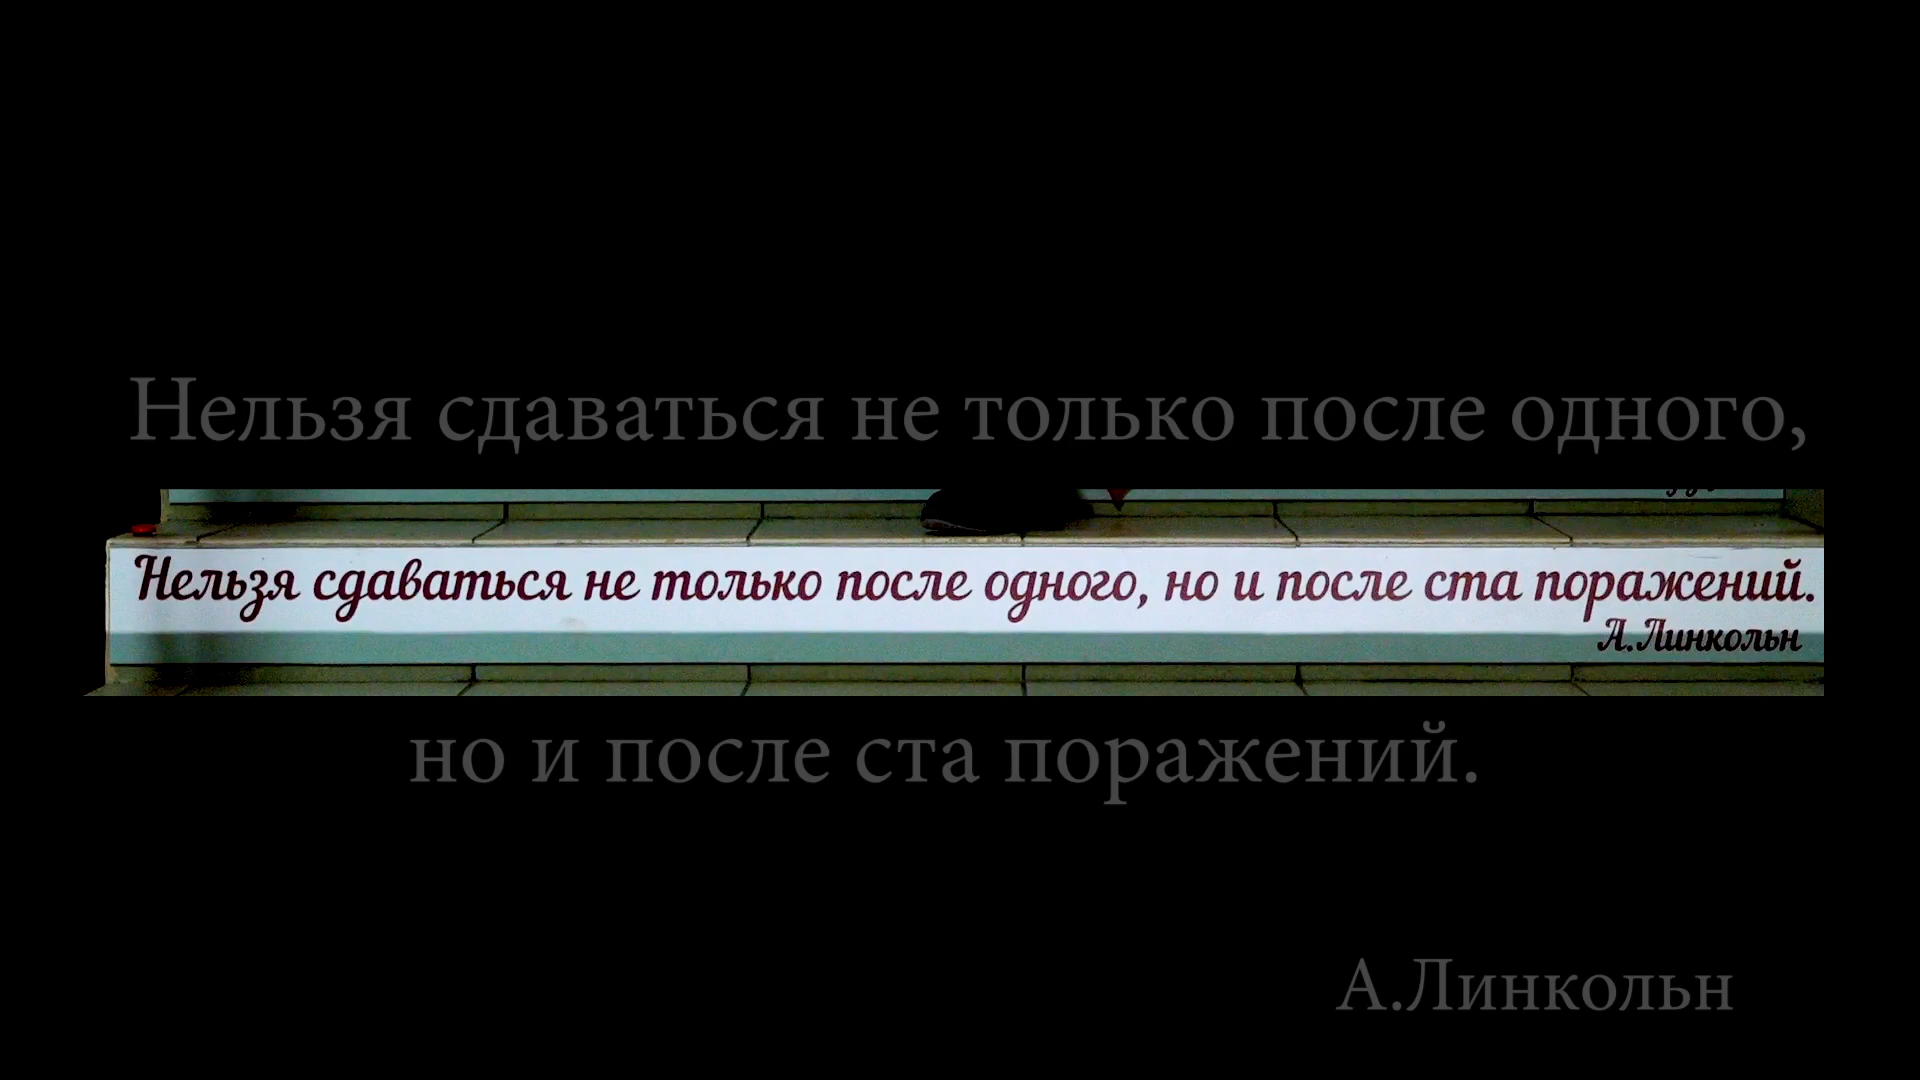 Нельзя сдаваться не только после одного,
Нельзя сдаваться не только после одного, но и после ста поражений.
А.Линкольн
но и после ста поражений.
А.Линкольн